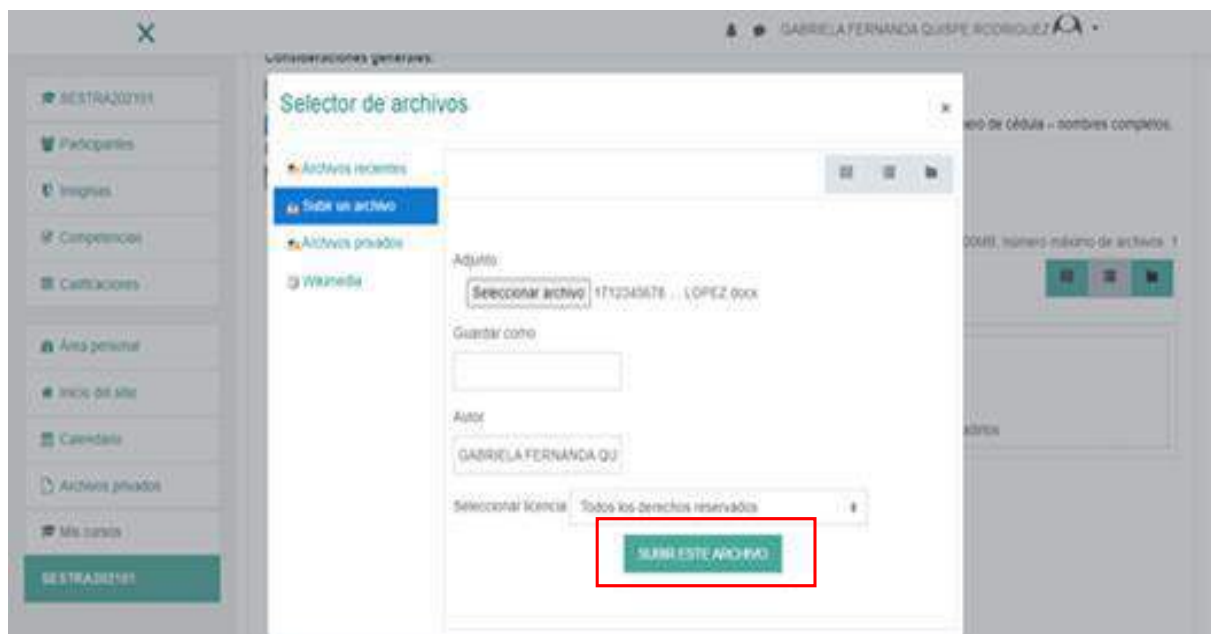 GABRIELA FERNANDA QUISPE RODRIGUEZ
Consideraciones generales:
GESTRA202101
Participantes
Insignias
Competencias
Calificaciones
Área personal
Inicio del sitio
Calendario
Archivos privados
Mis cursos
GESTRA202101
Selector de archivos
Archivos recientes
Subir un archivo
Archivos privados
Wikimedia
Adjunto
Seleccionar archivo 1712345678 ... LOPEZ.docx
Guardar como
Autor
GABRIELA FERNANDA QU
Seleccionar licencia Todos los derechos reservados
SUBIR ESTE ARCHIVO
de cédula – nombres completos.
número máximo de archivos: 1